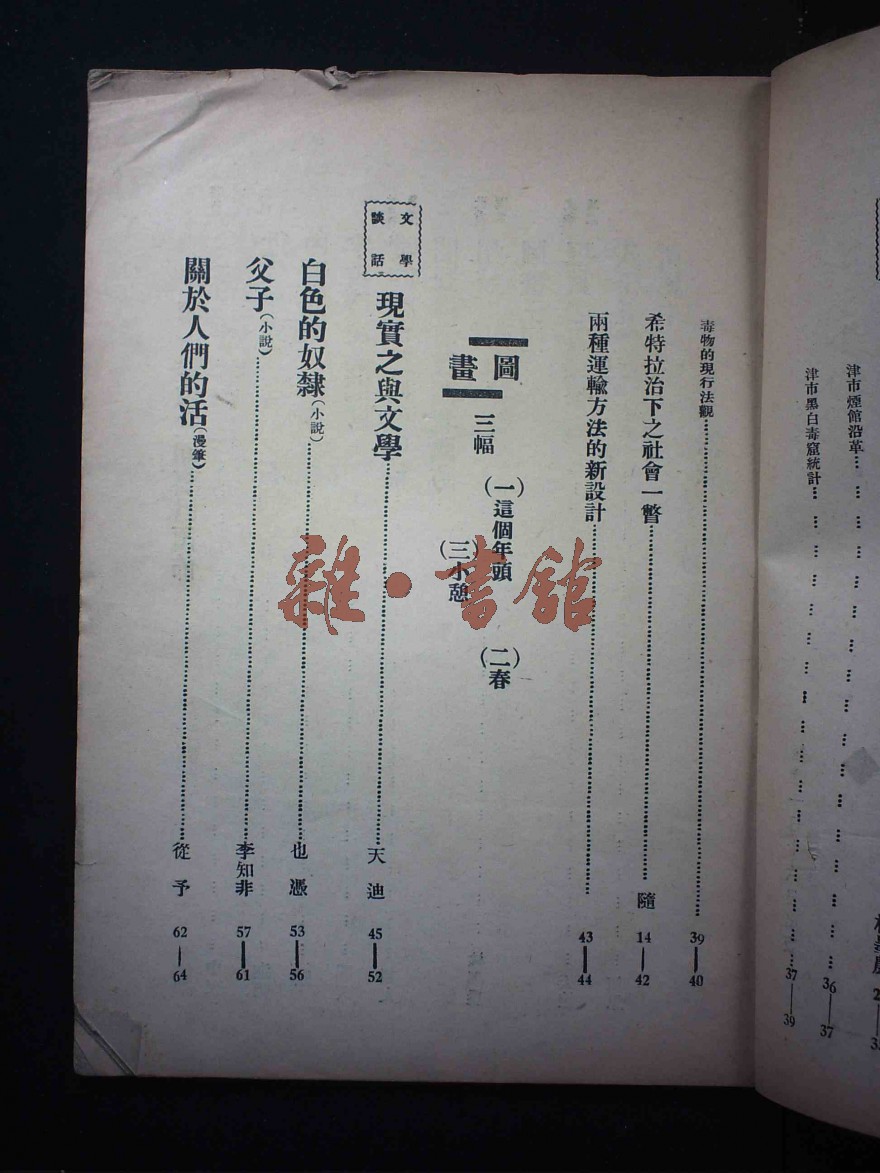 津市煙館沿革……………………36—37
津市黑白毒窟統計……………………37—39
毒物的現行法觀……………………39—40
希特拉治下之社會一瞥……………………隨 14—42
兩種運輸方法的新設計……………………43—44
圖畫
三幅
（一）這個年頭 （二）春
（三）小憩
文學談話
現實之與文學……………………天迪 45—52
白色的奴隸（小說）……………………也憑 53—56
父子（小說）……………………李知非 57—61
關於人們的活（漫筆）……………………從予 62—64
雜·書館